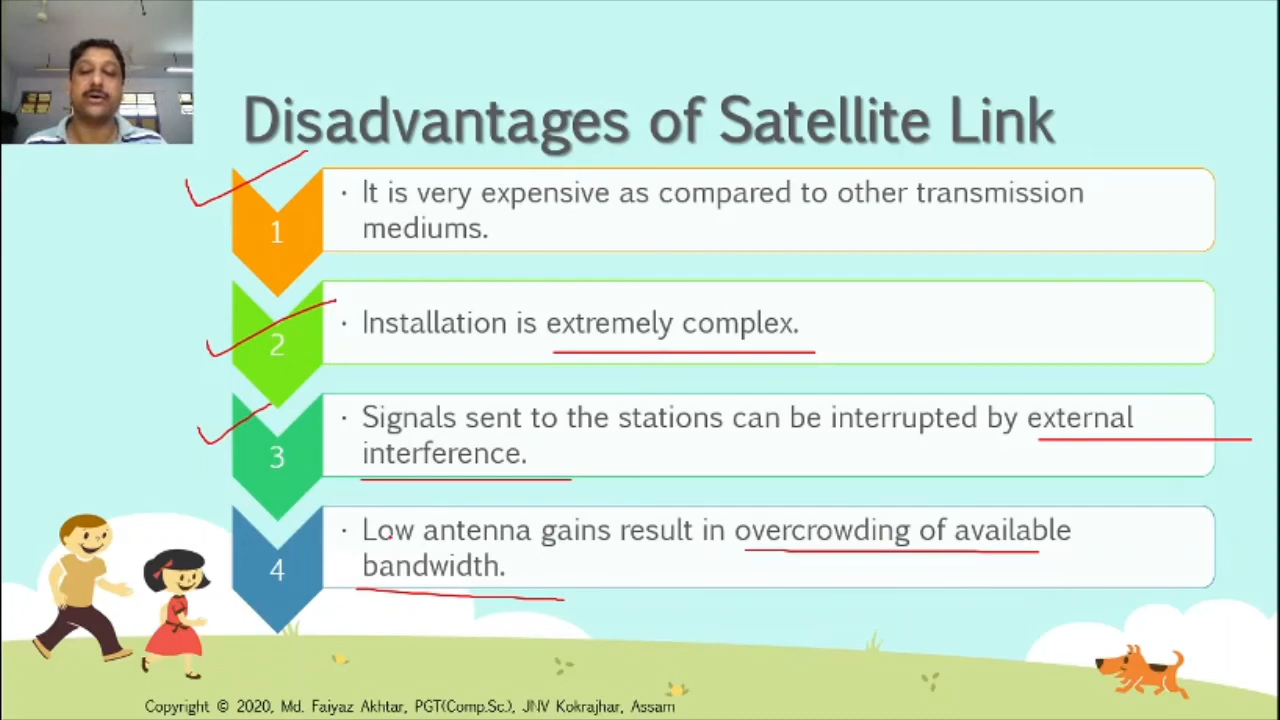 Disadvantages of Satellite Link
1
· It is very expensive as compared to other transmission
mediums.
2
· Installation is extremely complex.
3
· Signals sent to the stations can be interrupted by external
interference.
4
· Low antenna gains result in overcrowding of available
bandwidth.
Copyright © 2020, Md. Faiyaz Akhtar, PGT(Comp.Sc.), JNV Kokrajhar, Assam